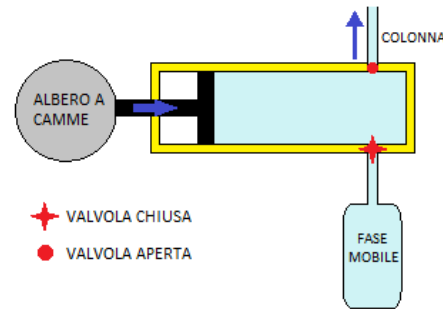 COLONNA
ALBERO A
CAMME
VALVOLA CHIUSA
VALVOLA APERTA
FASE
MOBILE